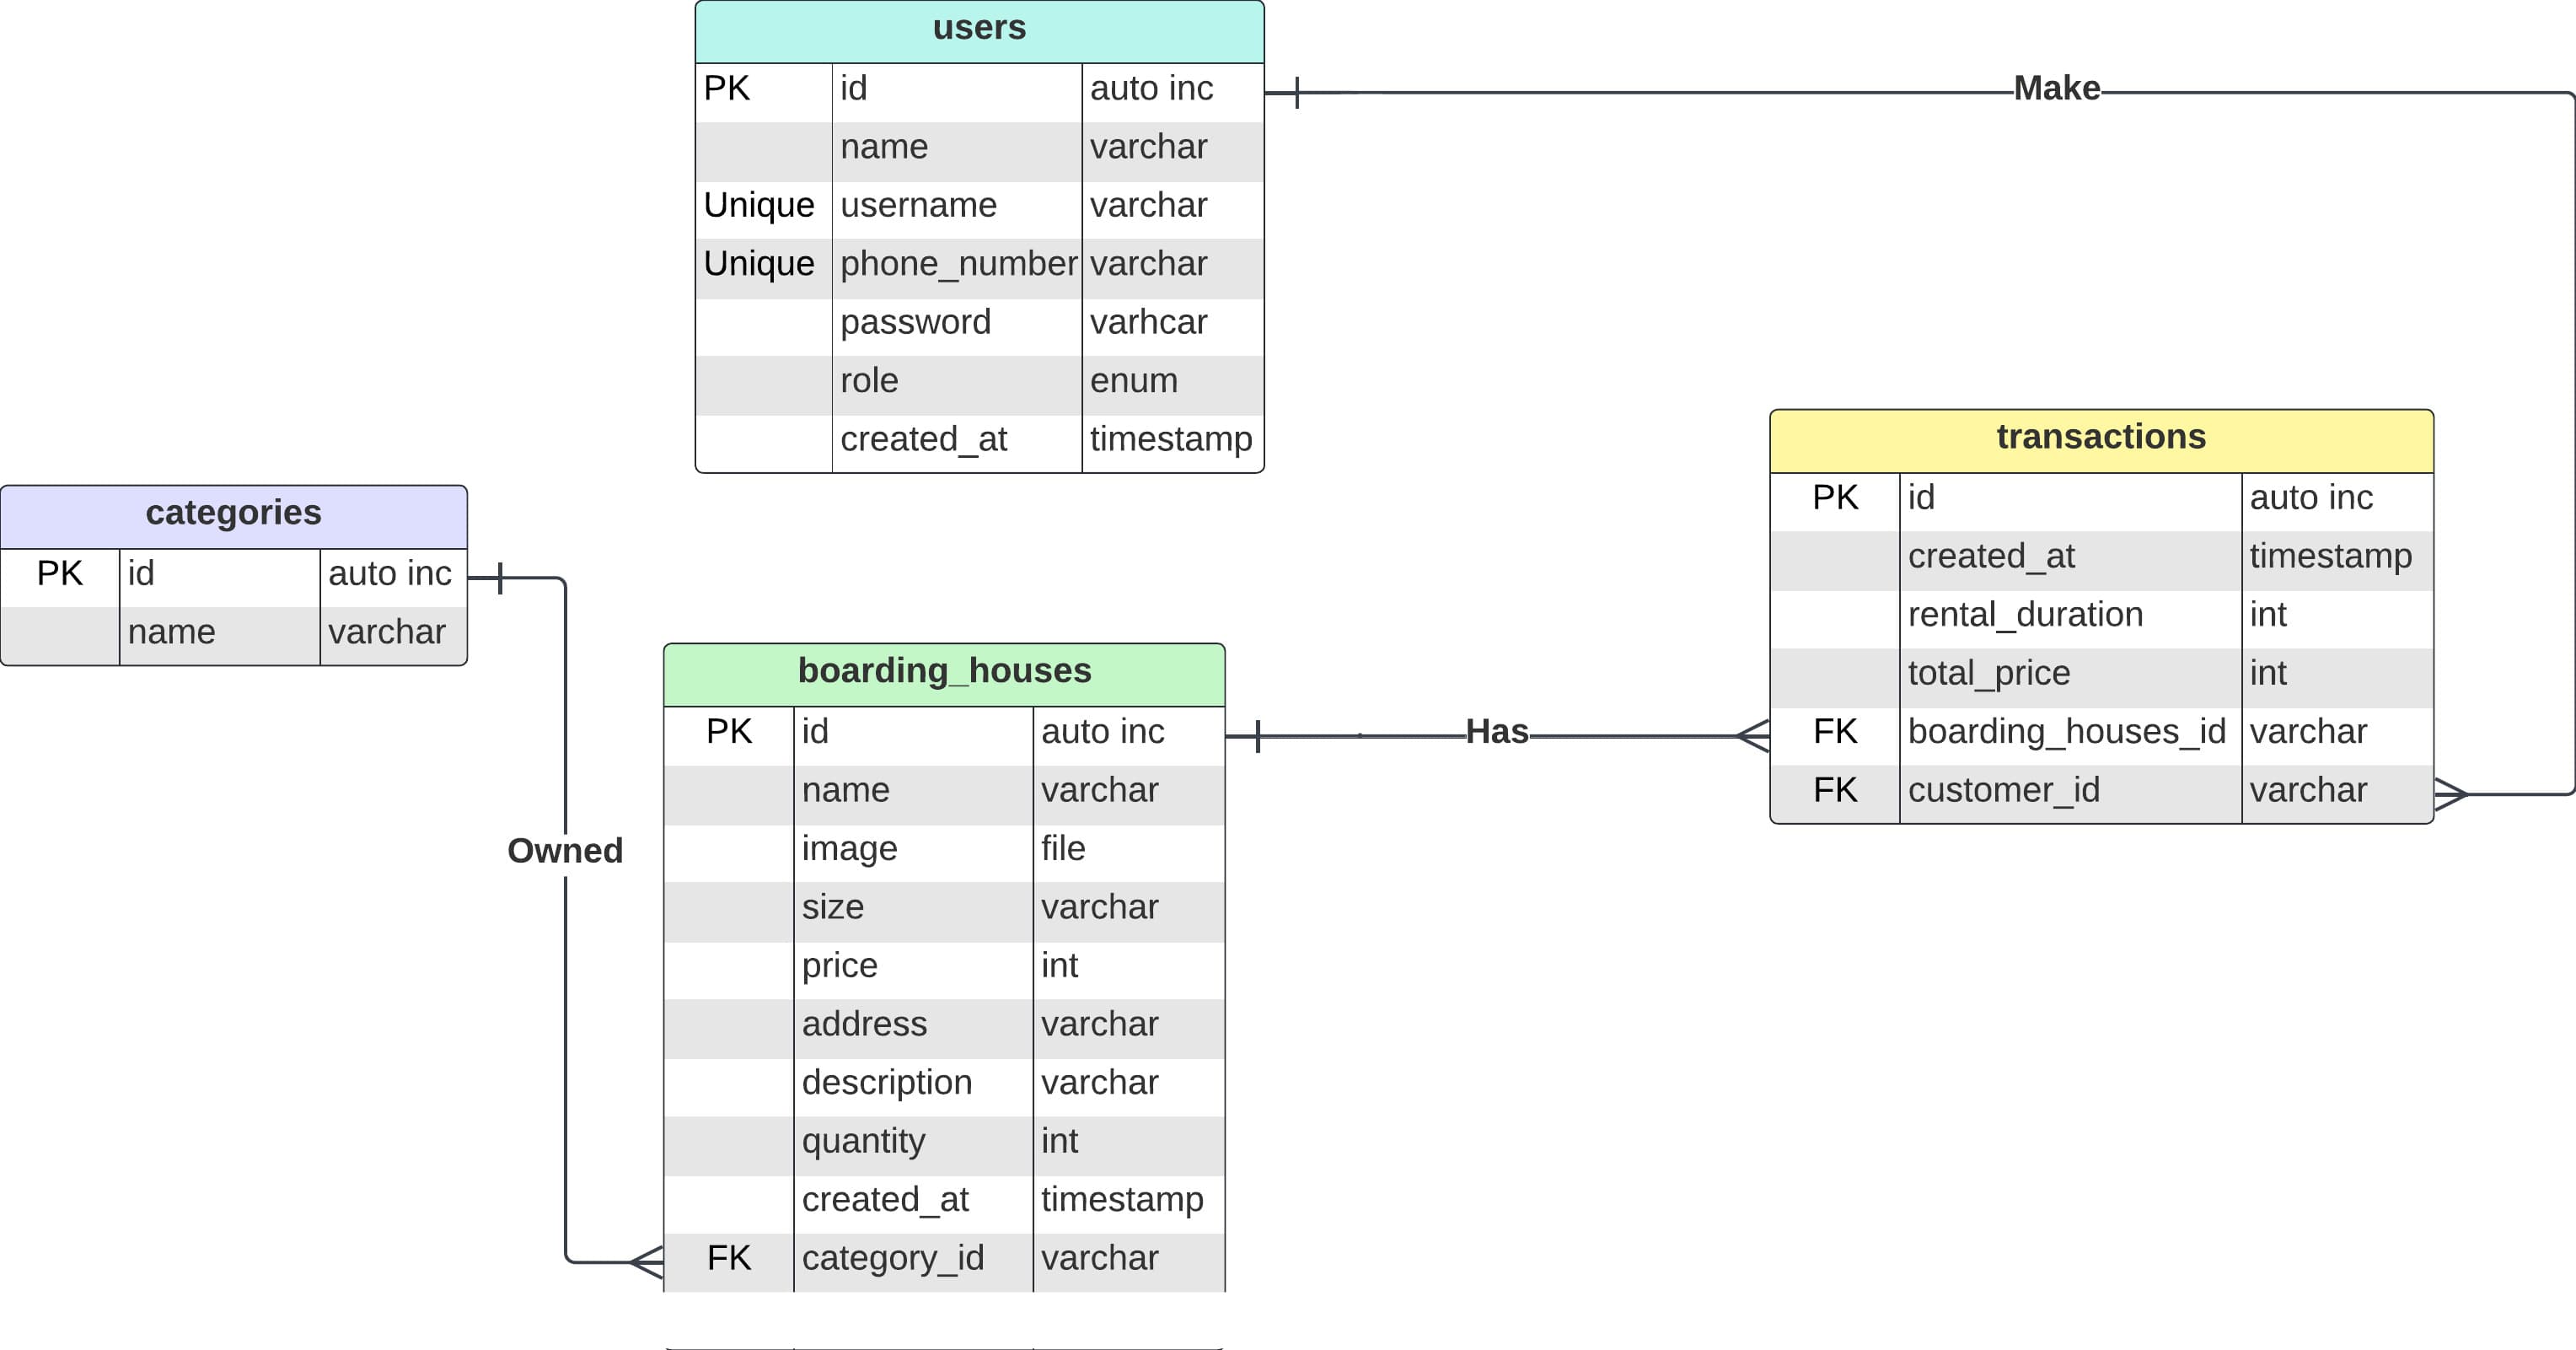 users
PK id auto inc
name varchar
Unique username varchar
Unique phone_number varchar
password varhcar
role enum
created_at timestamp
Make
categories
PK id auto inc
name varchar
Owned
boarding_houses
PK id auto inc
name varchar
image file
size varchar
price int
address varchar
description varchar
quantity int
created_at timestamp
FK category_id varchar
Has
transactions
PK id auto inc
created_at timestamp
rental_duration int
total_price int
FK boarding_houses_id varchar
FK customer_id varchar